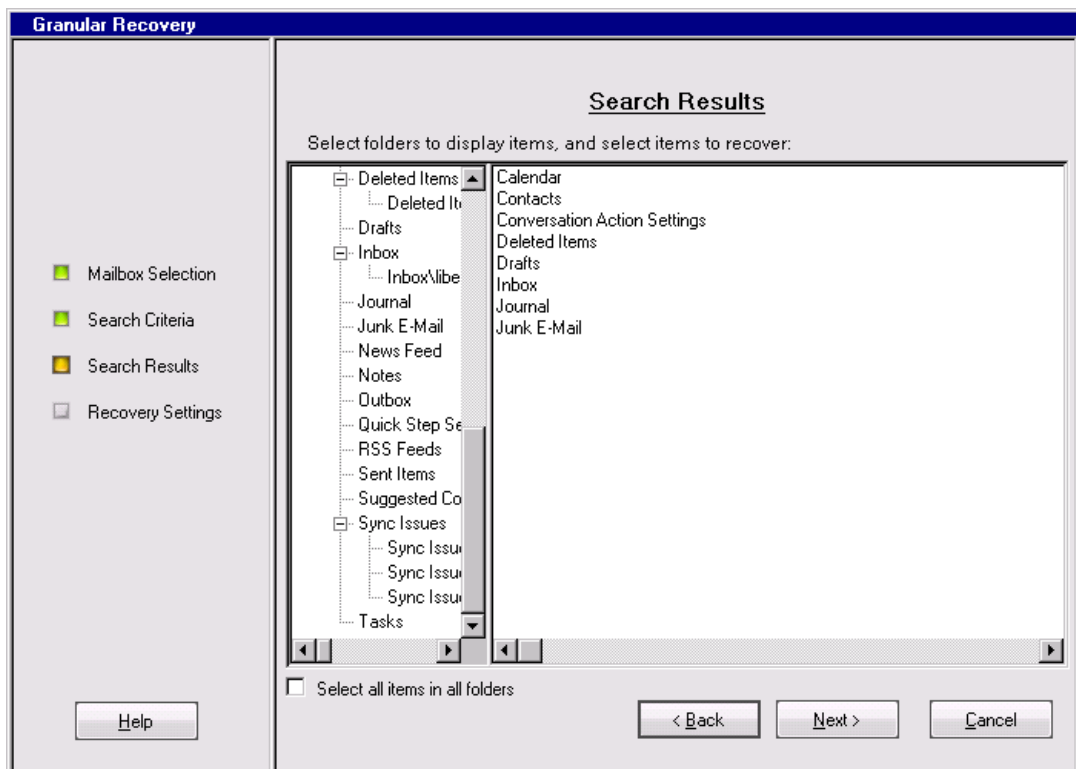 Granular Recovery
Mailbox Selection
Search Criteria
Search Results
Recovery Settings
Help
Search Results
Select folders to display items, and select items to recover:
Deleted Items
Deleted Ite
Drafts
Inbox
Inbox\libe
Journal
Junk E-Mail
News Feed
Notes
Outbox
Quick Step Se
RSS Feeds
Sent Items
Suggested Co
Sync Issues
Sync Issu
Sync Issu
Sync Issu
Tasks
Calendar
Contacts
Conversation Action Settings
Deleted Items
Drafts
Inbox
Journal
Junk E-Mail
Select all items in all folders
< Back
Next >
Cancel